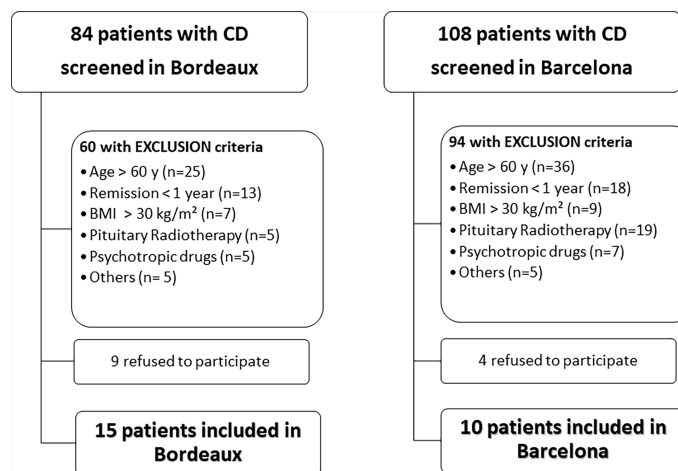 84 patients with CD
screened in Bordeaux
60 with EXCLUSION criteria
• Age > 60 y (n=25)
• Remission < 1 year (n=13)
• BMI > 30 kg/m² (n=7)
• Pituitary Radiotherapy (n=5)
• Psychotropic drugs (n=5)
• Others (n= 5)
9 refused to participate
15 patients included in
Bordeaux
108 patients with CD
screened in Barcelona
94 with EXCLUSION criteria
• Age > 60 y (n=36)
• Remission < 1 year (n=18)
• BMI > 30 kg/m² (n=9)
• Pituitary Radiotherapy (n=19)
• Psychotropic drugs (n=7)
• Others (n=5)
4 refused to participate
10 patients included in
Barcelona